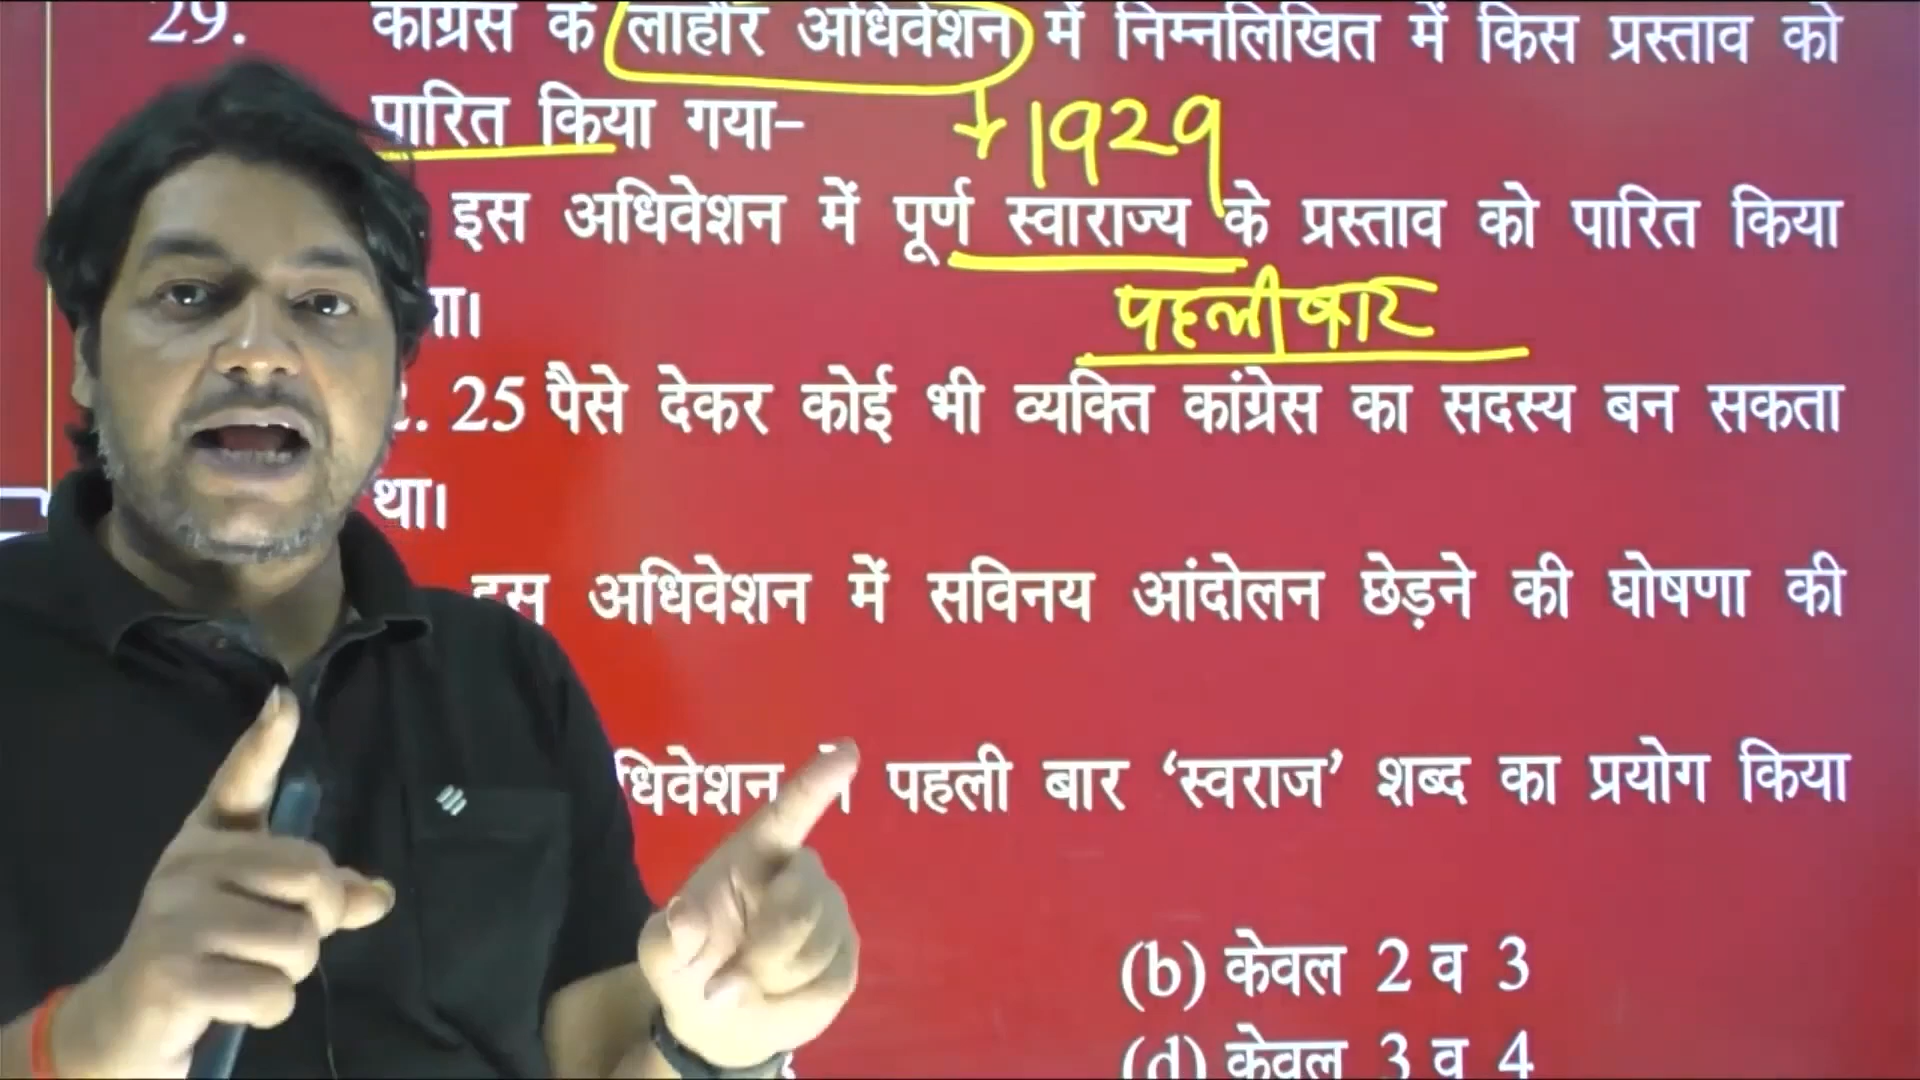 29. कांग्रेस के लाहौर अधिवेशन में निम्नलिखित में किस प्रस्ताव को
पारित किया गया–
1929
इस अधिवेशन में पूर्ण स्वाराज्य के प्रस्ताव को पारित किया
पहली बार
25 पैसे देकर कोई भी व्यक्ति कांग्रेस का सदस्य बन सकता
था।
इस अधिवेशन में सविनय आंदोलन छेड़ने की घोषणा की
पहली बार ‘स्वराज’ शब्द का प्रयोग किया
(b) केवल 2 व 3
(d) केवल 3 व 4